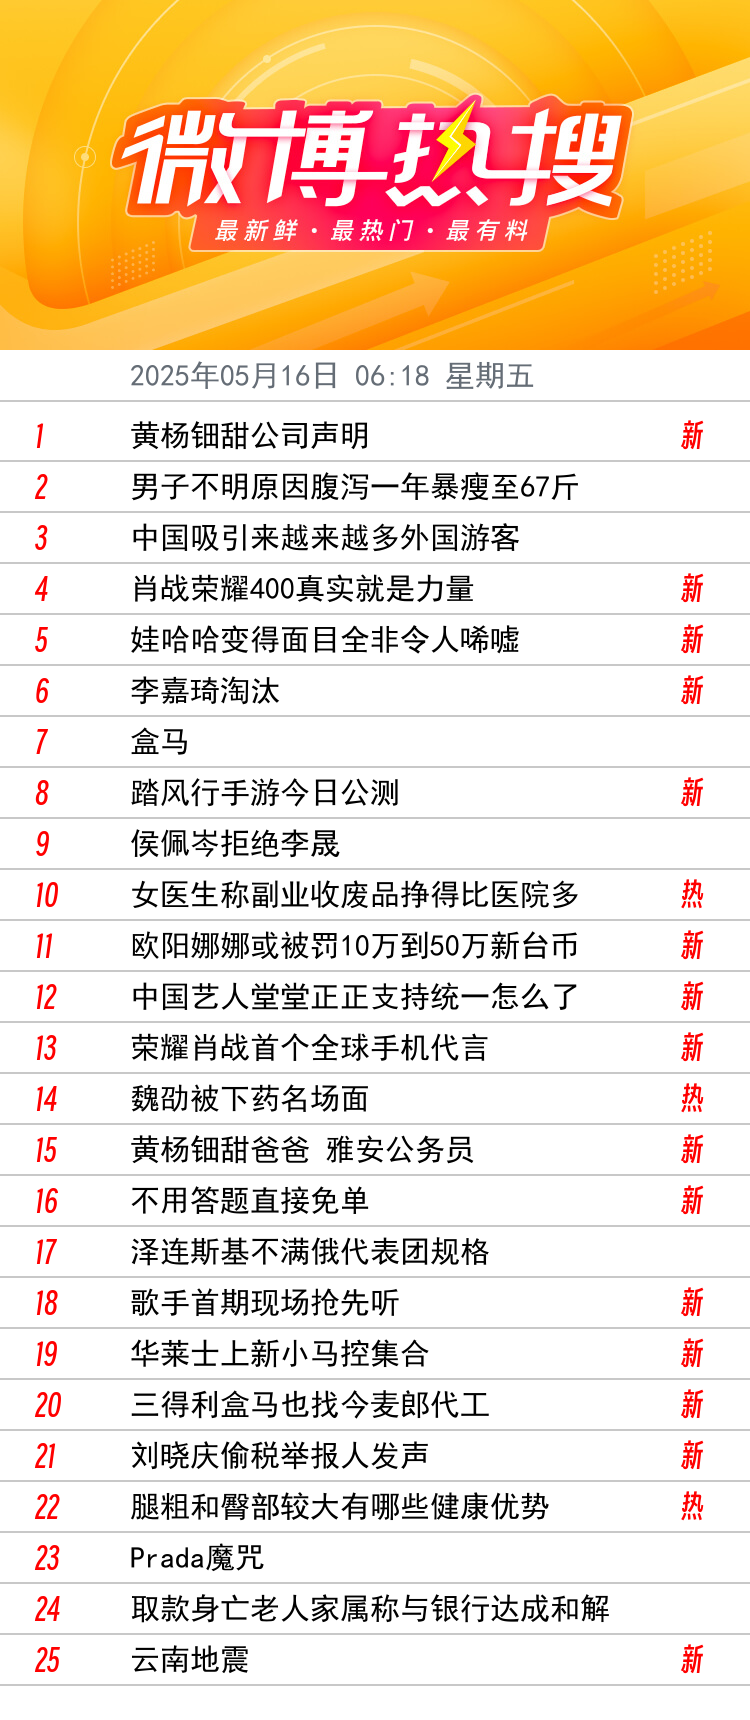 微博热搜
最新鲜·最热门·最有料
2025年05月16日 06:18 星期五
1 黄杨钿甜公司声明 新
2 男子不明原因腹泻一年暴瘦至67斤
3 中国吸引来越来越多外国游客
4 肖战荣耀400真实就是力量 新
5 娃哈哈变得面目全非令人唏嘘 新
6 李嘉琦淘汰 新
7 盒马
8 踏风行手游今日公测 新
9 侯佩岑拒绝李晟
10 女医生称副业收废品挣得比医院多 热
11 欧阳娜娜或被罚10万到50万新台币 新
12 中国艺人堂堂正正支持统一怎么了 新
13 荣耀肖战首个全球手机代言 新
14 魏劭被下药名场面 热
15 黄杨钿甜爸爸 雅安公务员 新
16 不用答题直接免单 新
17 泽连斯基不满俄代表团规格
18 歌手首期现场抢先听 新
19 华莱士上新小马控集合 新
20 三得利盒马也找今麦郎代工 新
21 刘晓庆偷税举报人发声 新
22 腿粗和臀部较大有哪些健康优势 热
23 Prada魔咒
24 取款身亡老人家属称与银行达成和解
25 云南地震 新